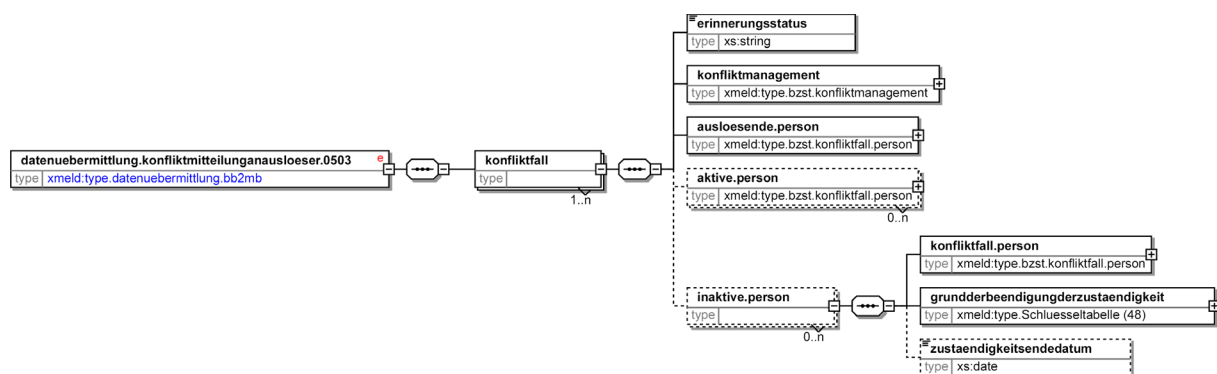 erinnerungsstatus
type xs:string
konfliktmanagement
type xmeld:type.bzst.konfliktmanagement
ausloesende.person
type xmeld:type.bzst.konfliktfall.person
datenuebermittlung.konfliktmitteilunganausloeser.0503 e
type xmeld:type.datenuebermittlung.bb2mb
konfliktfall
type
1..n
aktive.person
type xmeld:type.bzst.konfliktfall.person
0..n
inaktive.person
type
0..n
konfliktfall.person
type xmeld:type.bzst.konfliktfall.person
grundderbeendigungderzustaendigkeit
type xmeld:type.Schluesseltabelle (48)
zustaendigkeitsendedatum
type xs:date